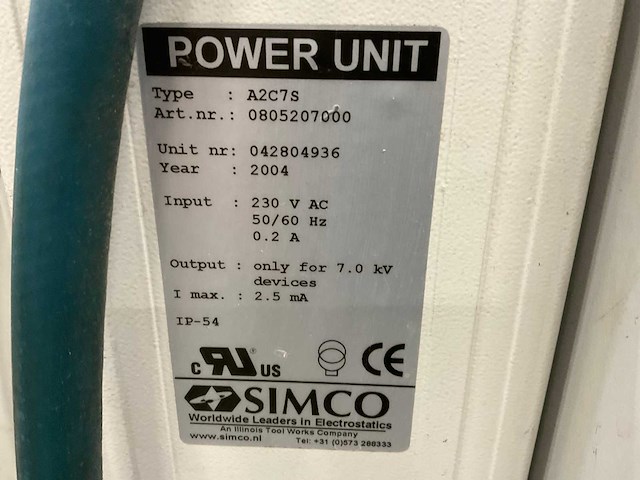 POWER UNIT
Type : A2C7S
Art.nr.: 0805207000
Unit nr: 042804936
Year : 2004
Input : 230 V AC
50/60 Hz
0.2 A
Output : only for 7.0 kV
devices
I max. : 2.5 mA
IP-54
c RU ® US CE
SIMCO
Worldwide Leaders in Electrostatics
An Illinois Tool Works Company
www.simco.nl Tel: +31 (0)573 288333